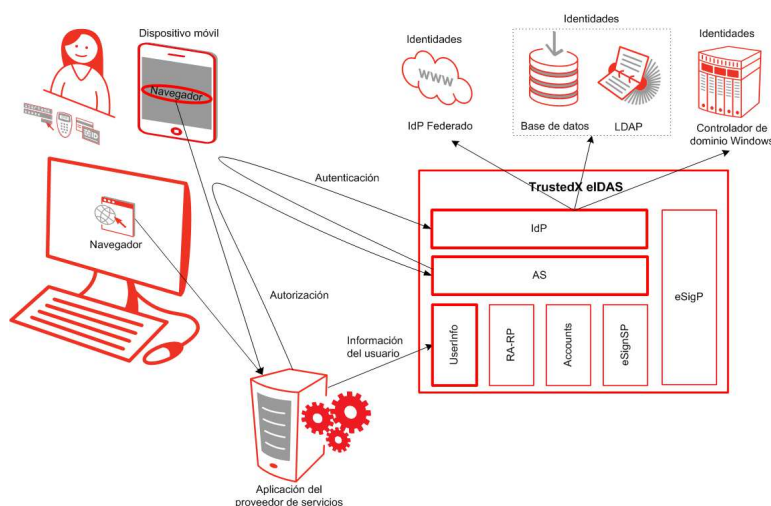 Dispositivo móvil
Navegador
ID
Navegador
Identidades
WWW
IdP Federado
Identidades
Base de datos
LDAP
Identidades
Controlador de
dominio Windows
Autenticación
Autorización
Información
del usuario
TrustedX eIDAS
IdP
AS
UserInfo
RA-RP
Accounts
eSignSP
eSigP
Aplicación del
proveedor de servicios